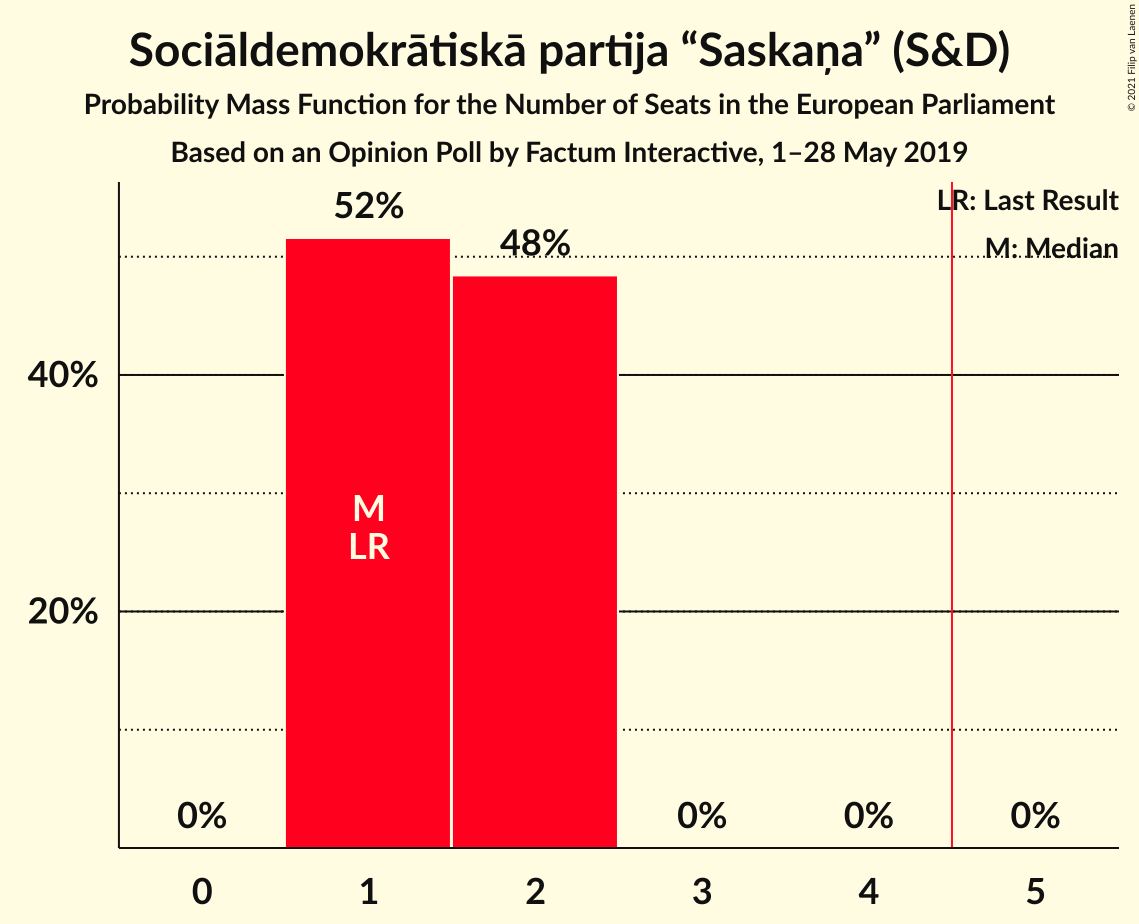 Sociāldemokrātiskā partija “Saskaņa” (S&D)
Probability Mass Function for the Number of Seats in the European Parliament
Based on an Opinion Poll by Factum Interactive, 1–28 May 2019
© 2021 Filip van Laenen
LR: Last Result
M: Median
52%
48%
40%
20%
M
LR
0%
0%
0%
0%
0
1
2
3
4
5